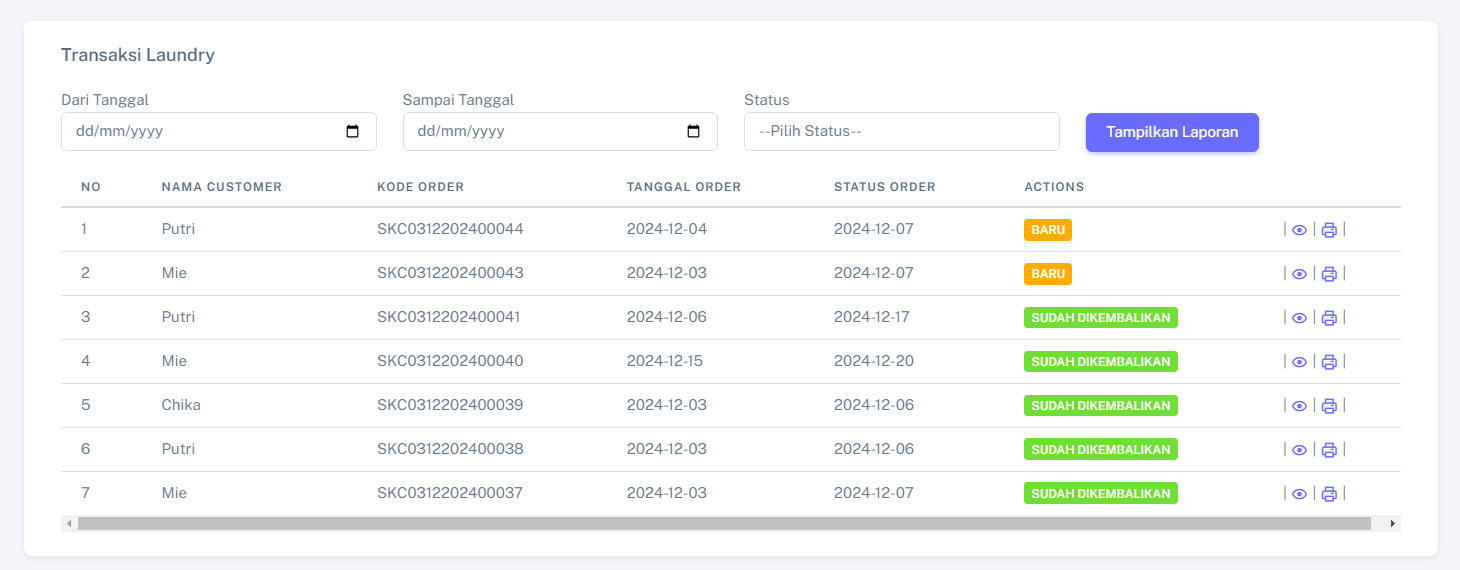 Transaksi Laundry
Dari Tanggal Sampai Tanggal Status
dd/mm/yyyy dd/mm/yyyy --Pilih Status-- Tampilkan Laporan
NO NAMA CUSTOMER KODE ORDER TANGGAL ORDER STATUS ORDER ACTIONS
1 Putri SKC0312202400044 2024-12-04 2024-12-07 BARU | | |
2 Mie SKC0312202400043 2024-12-03 2024-12-07 BARU | | |
3 Putri SKC0312202400041 2024-12-06 2024-12-17 SUDAH DIKEMBALIKAN | | |
4 Mie SKC0312202400040 2024-12-15 2024-12-20 SUDAH DIKEMBALIKAN | | |
5 Chika SKC0312202400039 2024-12-03 2024-12-06 SUDAH DIKEMBALIKAN | | |
6 Putri SKC0312202400038 2024-12-03 2024-12-06 SUDAH DIKEMBALIKAN | | |
7 Mie SKC0312202400037 2024-12-03 2024-12-07 SUDAH DIKEMBALIKAN | | |